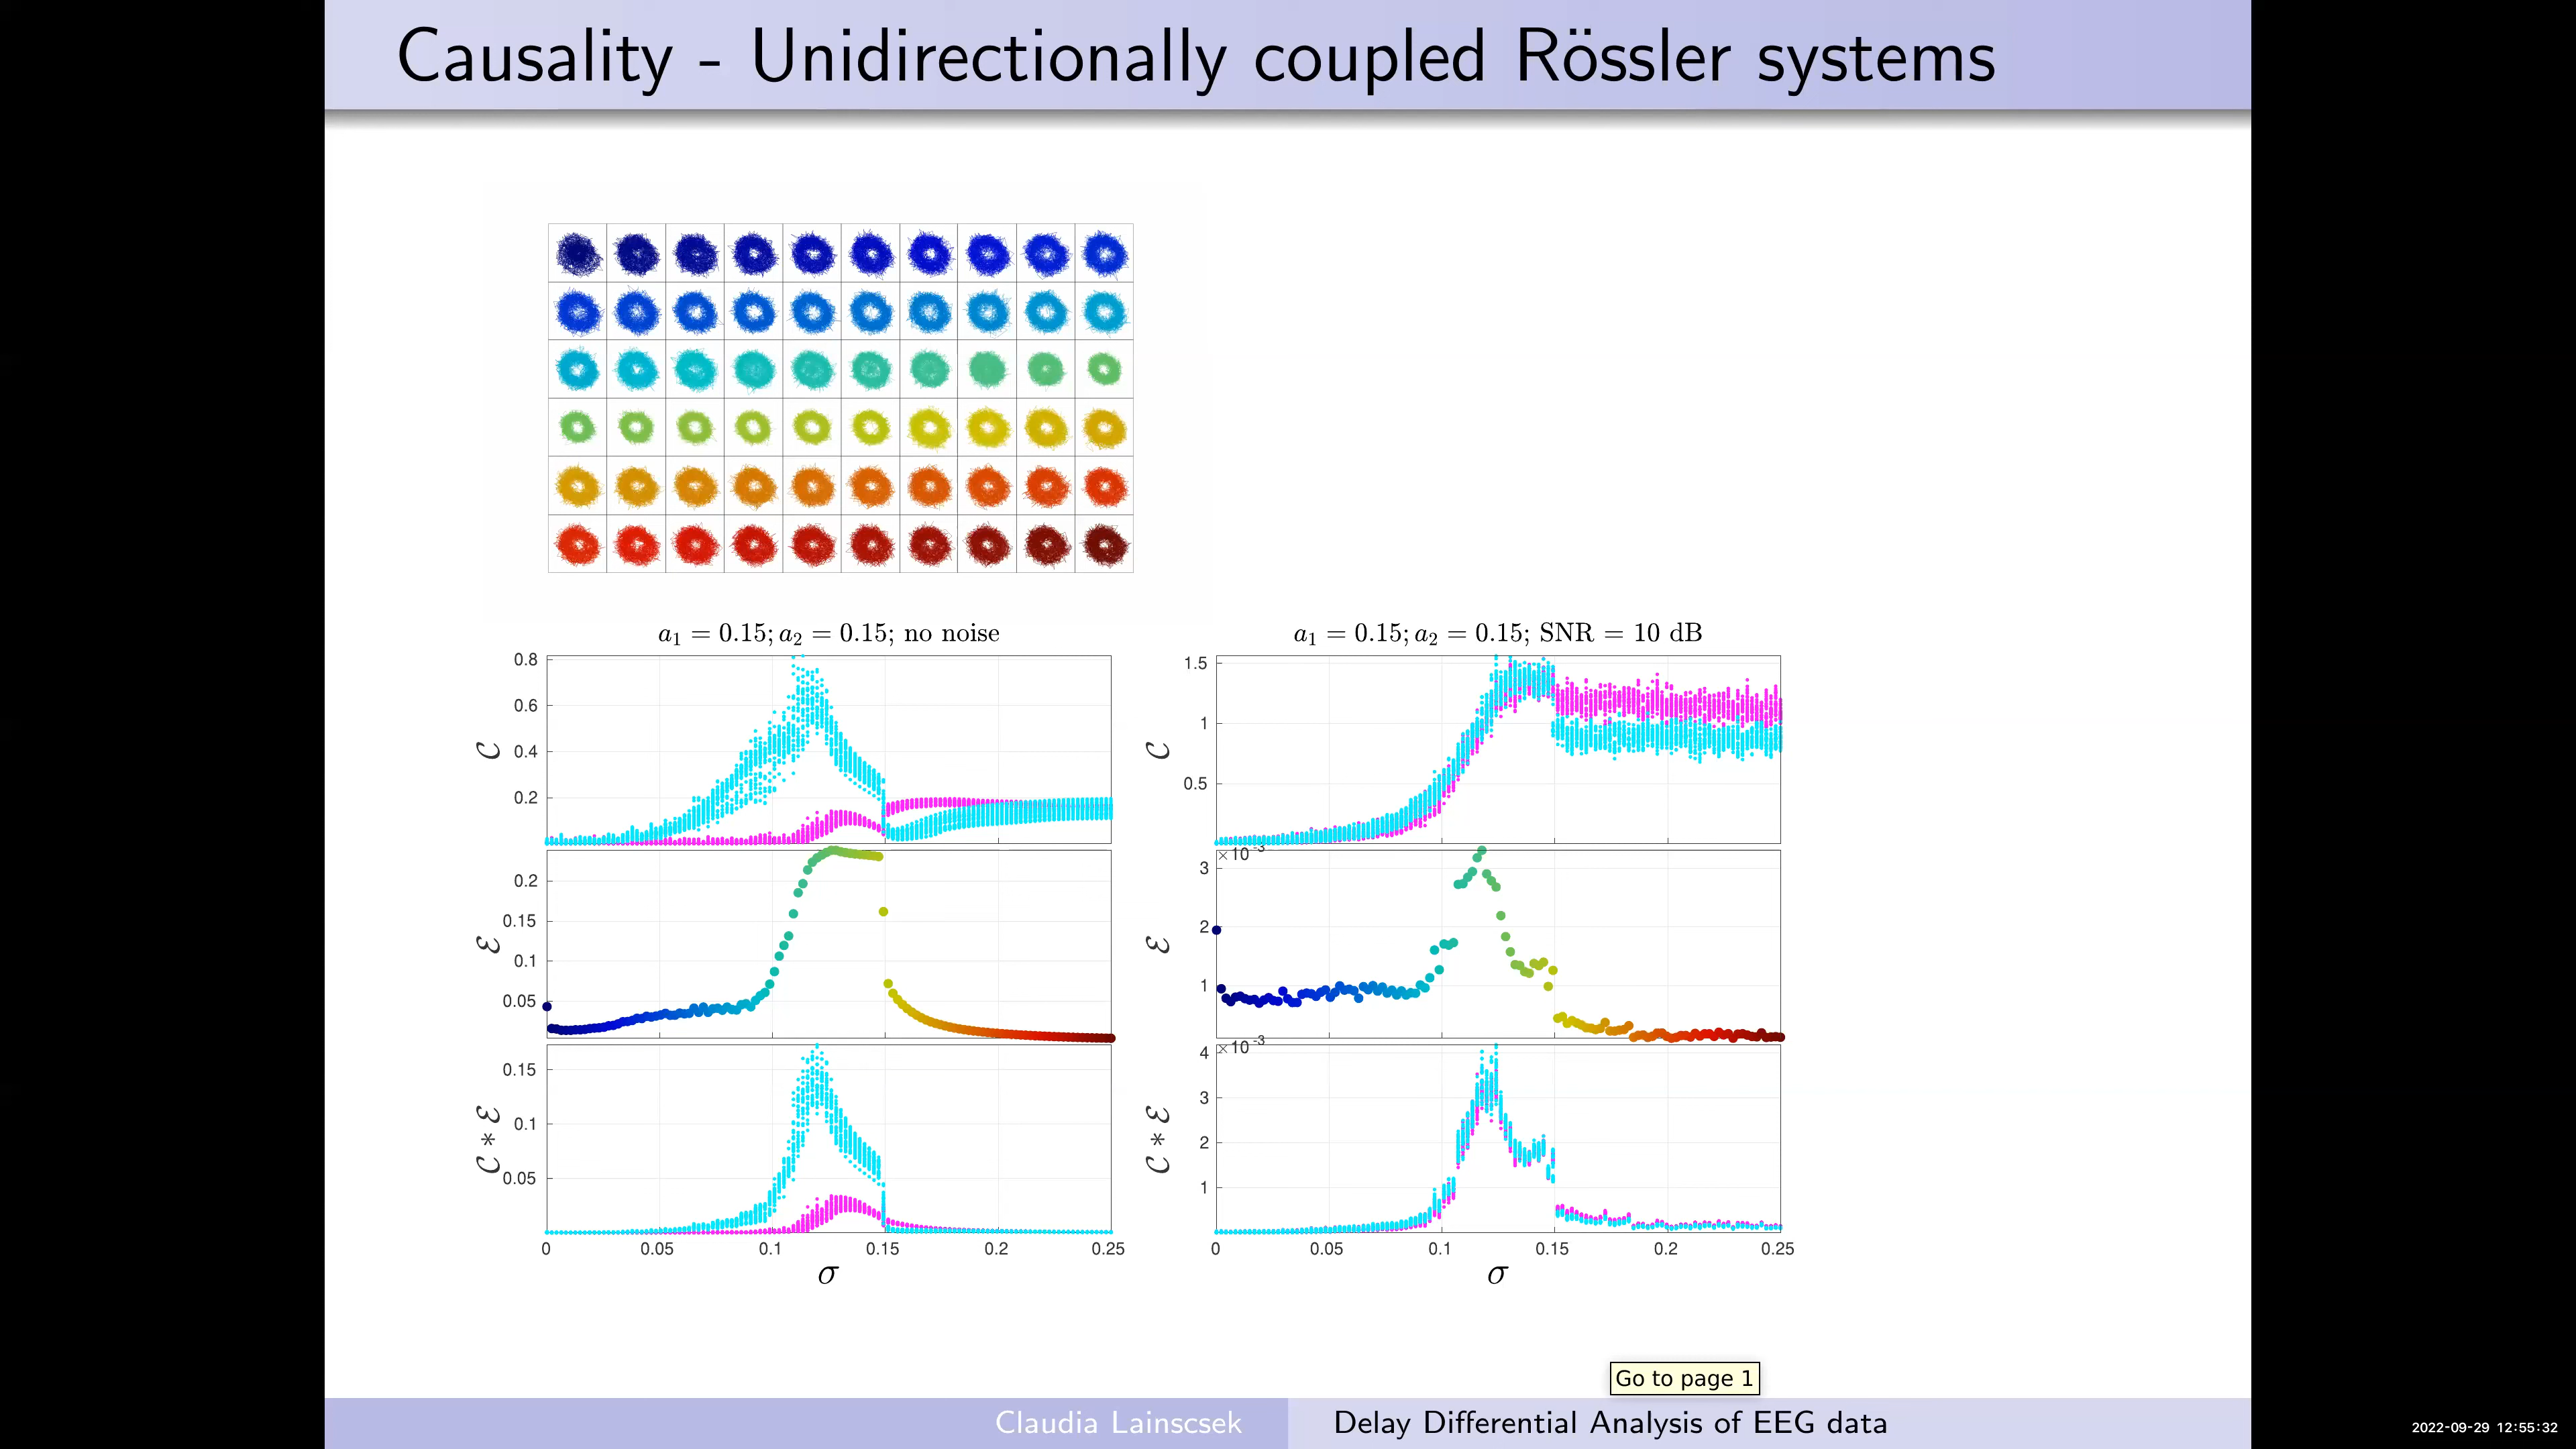 Causality - Unidirectionally coupled Rössler systems
a₁ = 0.15; a₂ = 0.15; no noise
0.8
0.6
0.4
0.2
C
0.2
0.15
0.1
0.05
ℰ
0.15
0.1
0.05
C * ℰ
0 0.05 0.1 0.15 0.2 0.25
σ
a₁ = 0.15; a₂ = 0.15; SNR = 10 dB
1.5
1
0.5
C
×10⁻³
3
2
1
ℰ
×10⁻³
4
3
2
1
C * ℰ
0 0.05 0.1 0.15 0.2 0.25
σ
Go to page 1
Claudia Lainscsek Delay Differential Analysis of EEG data
2022-09-29 12:55:32